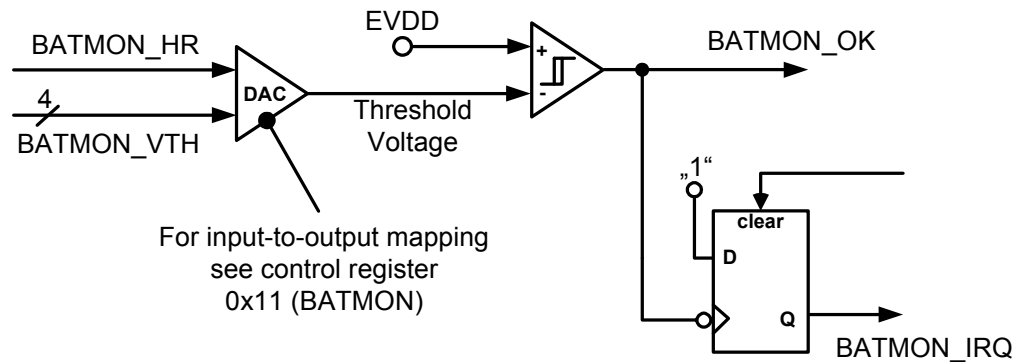 BATMON_HR
EVDD
BATMON_OK
4
DAC
+
-
BATMON_VTH
Threshold
Voltage
„1“
clear
D
Q
For input-to-output mapping
see control register
0x11 (BATMON)
BATMON_IRQ